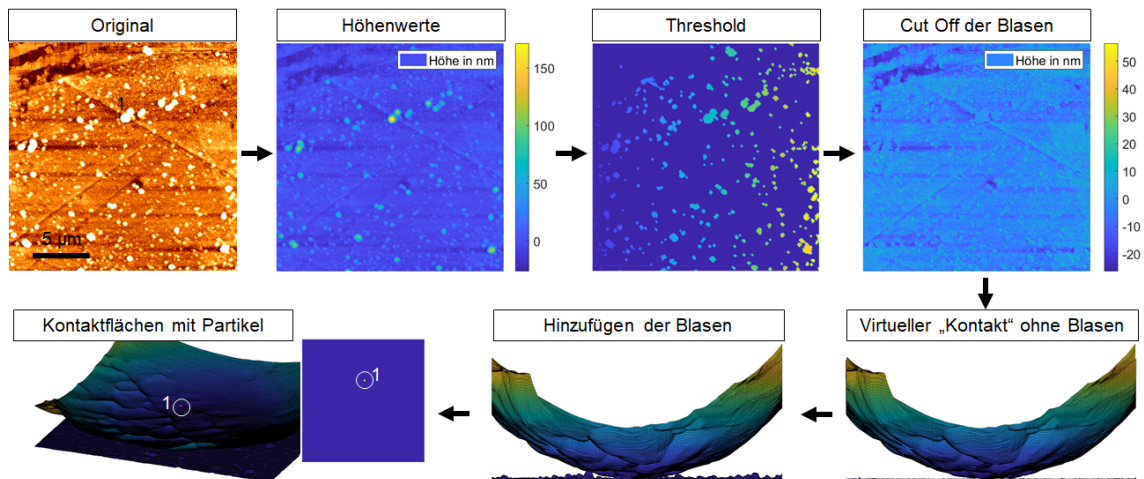 Original
Höhenwerte
Threshold
Cut Off der Blasen
1
5 µm
Höhe in nm
150
100
50
0
Höhe in nm
50
40
30
20
10
0
-10
-20
Kontaktflächen mit Partikel
Hinzufügen der Blasen
Virtueller „Kontakt“ ohne Blasen
1
1